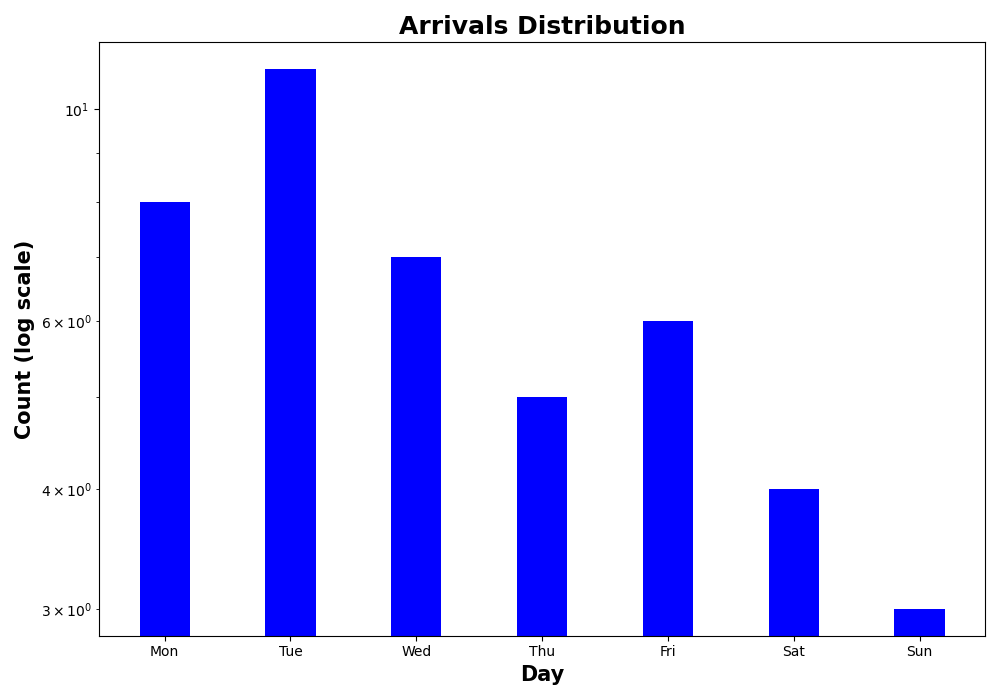 Arrivals Distribution
Count (log scale)
10¹
6 × 10⁰
4 × 10⁰
3 × 10⁰
Mon Tue Wed Thu Fri Sat Sun
Day